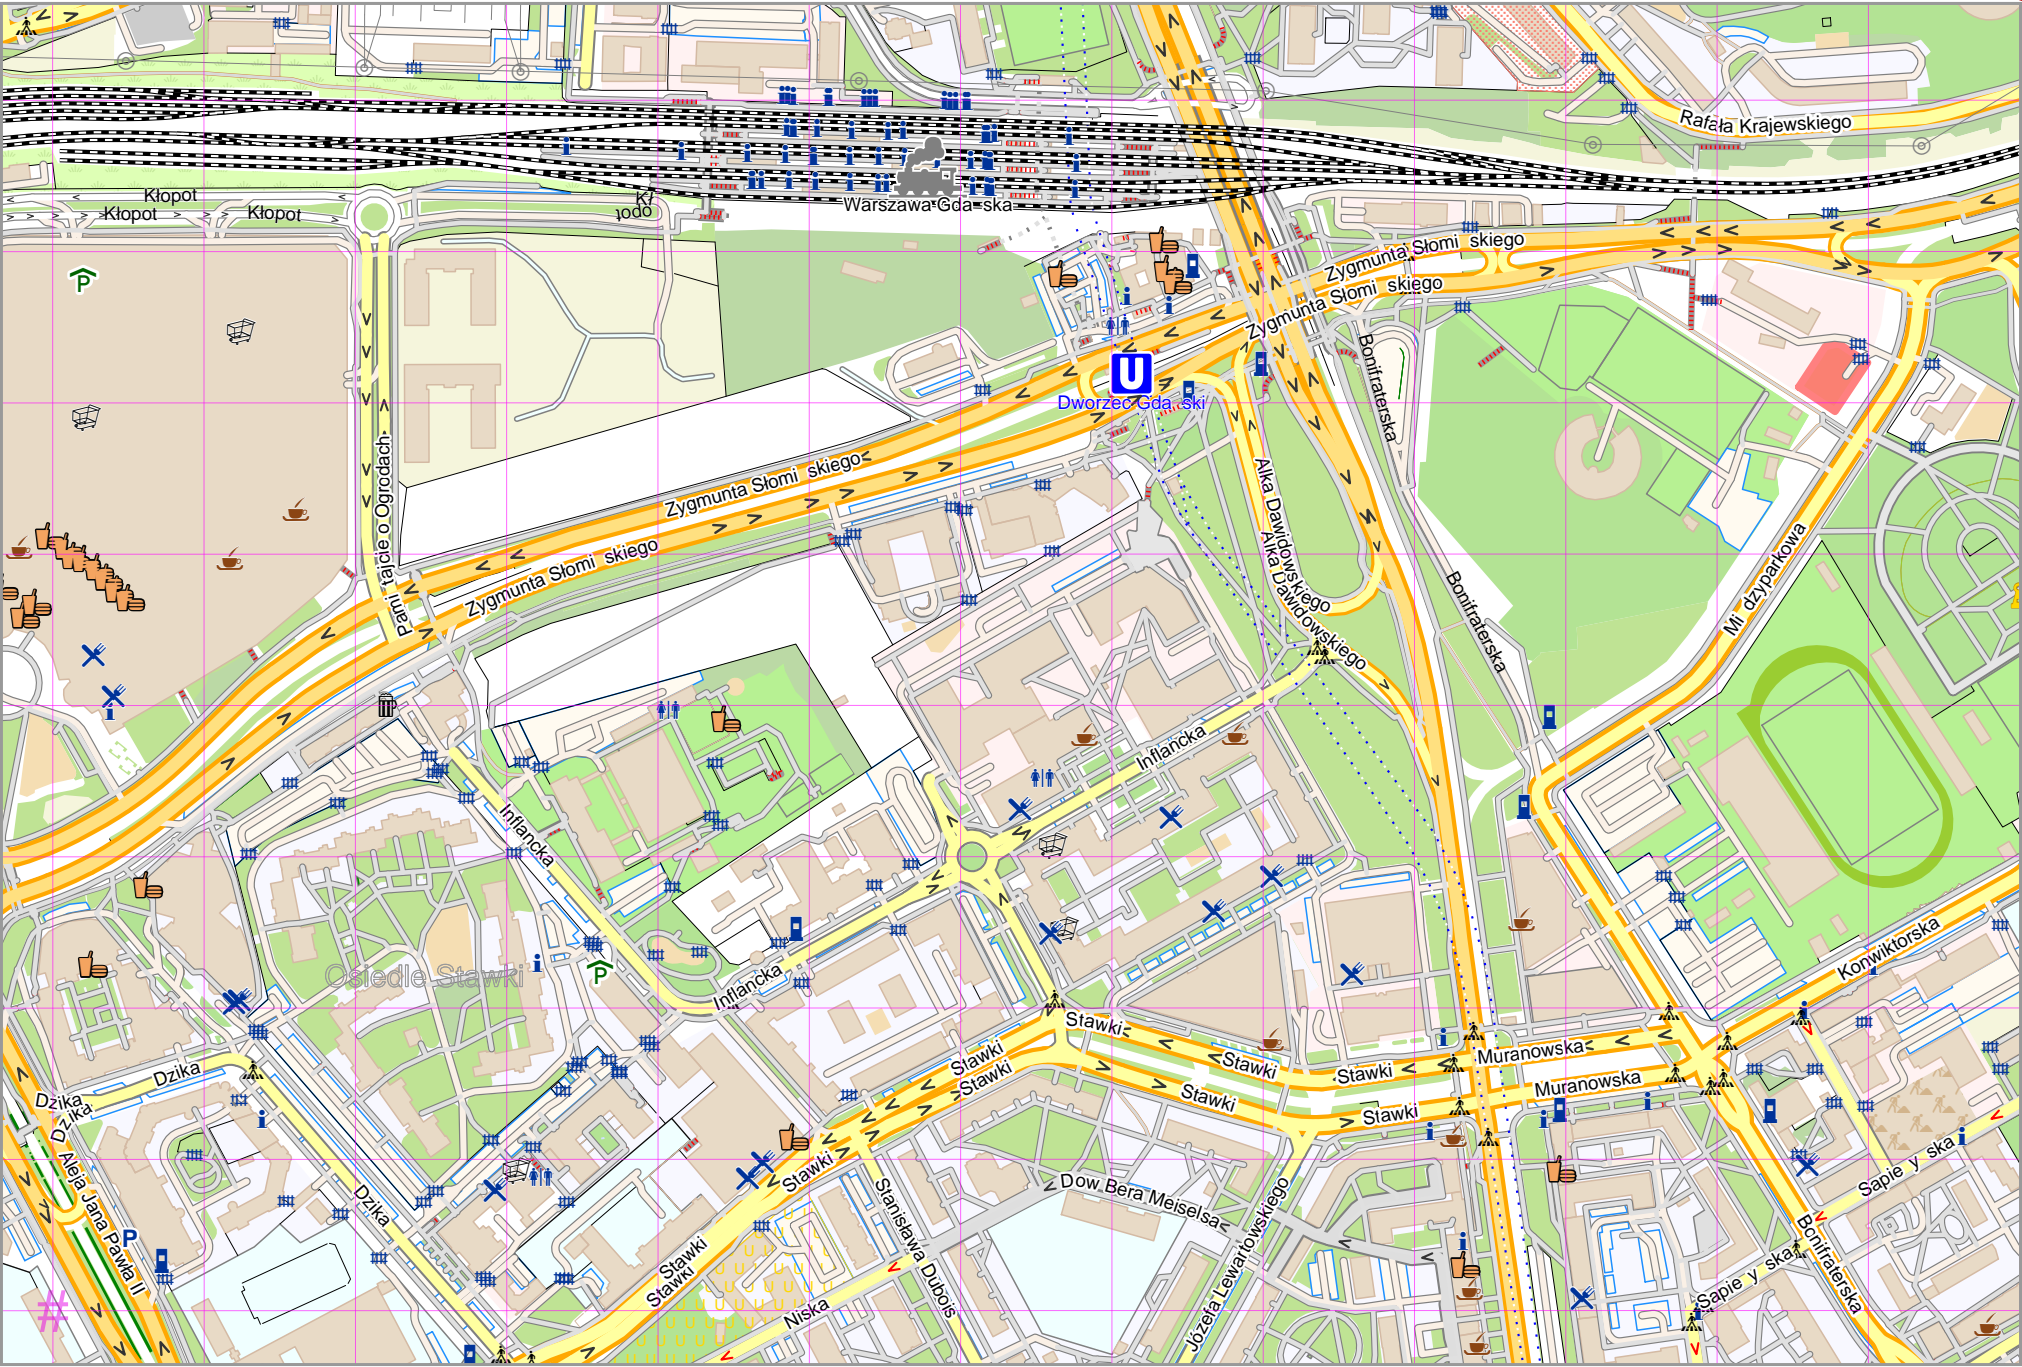 Rafała Krajewskiego
Kłopot
Kłopot
Kłopot
Kł
opot
Warszawa Gda ska
Zygmunta Słomi skiego
Zygmunta Słomi skiego
P
U
Dworzec Gda ski
Bonifraterska
Zygmunta Słomi skiego
Zygmunta Słomi skiego
Pami tajcie o Ogrodach
Alka Dawidowskiego
Alka Dawidowskiego
Bonifraterska
Mi dzyparkowa
Inflancka
Inflancka
Inflancka
Konwiktorska
Osiedle Stawki
P
Stawki
Stawki
Stawki
Stawki
Stawki
Stawki
Stawki
Muranowska
Muranowska
Dzika
Dzika
Dzika
Dzika
Aleja Jana Pawła II
P
Stawki
Stawki
Stawki
Stanisława Dubois
Niska
Dow Bera Meiselsa
Józefa Lewartowskiego
Sapie y ska
Sapie y ska
Bonifraterska
#